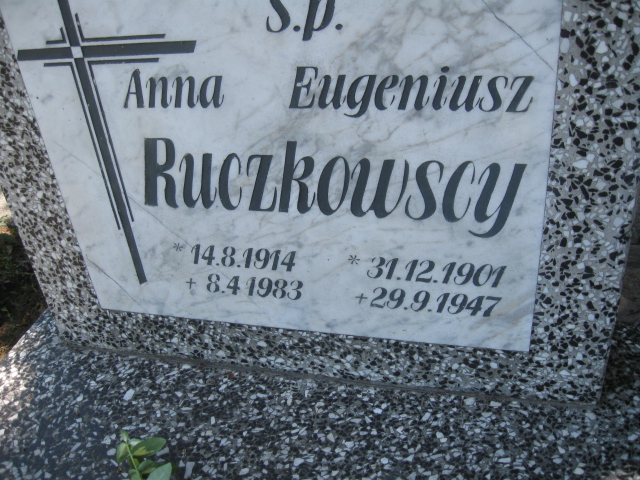 S.p.
Anna Eugeniusz
Ruczkowscy
* 14.8.1914 * 31.12.1901
+ 8.4 1983 +29.9.1947